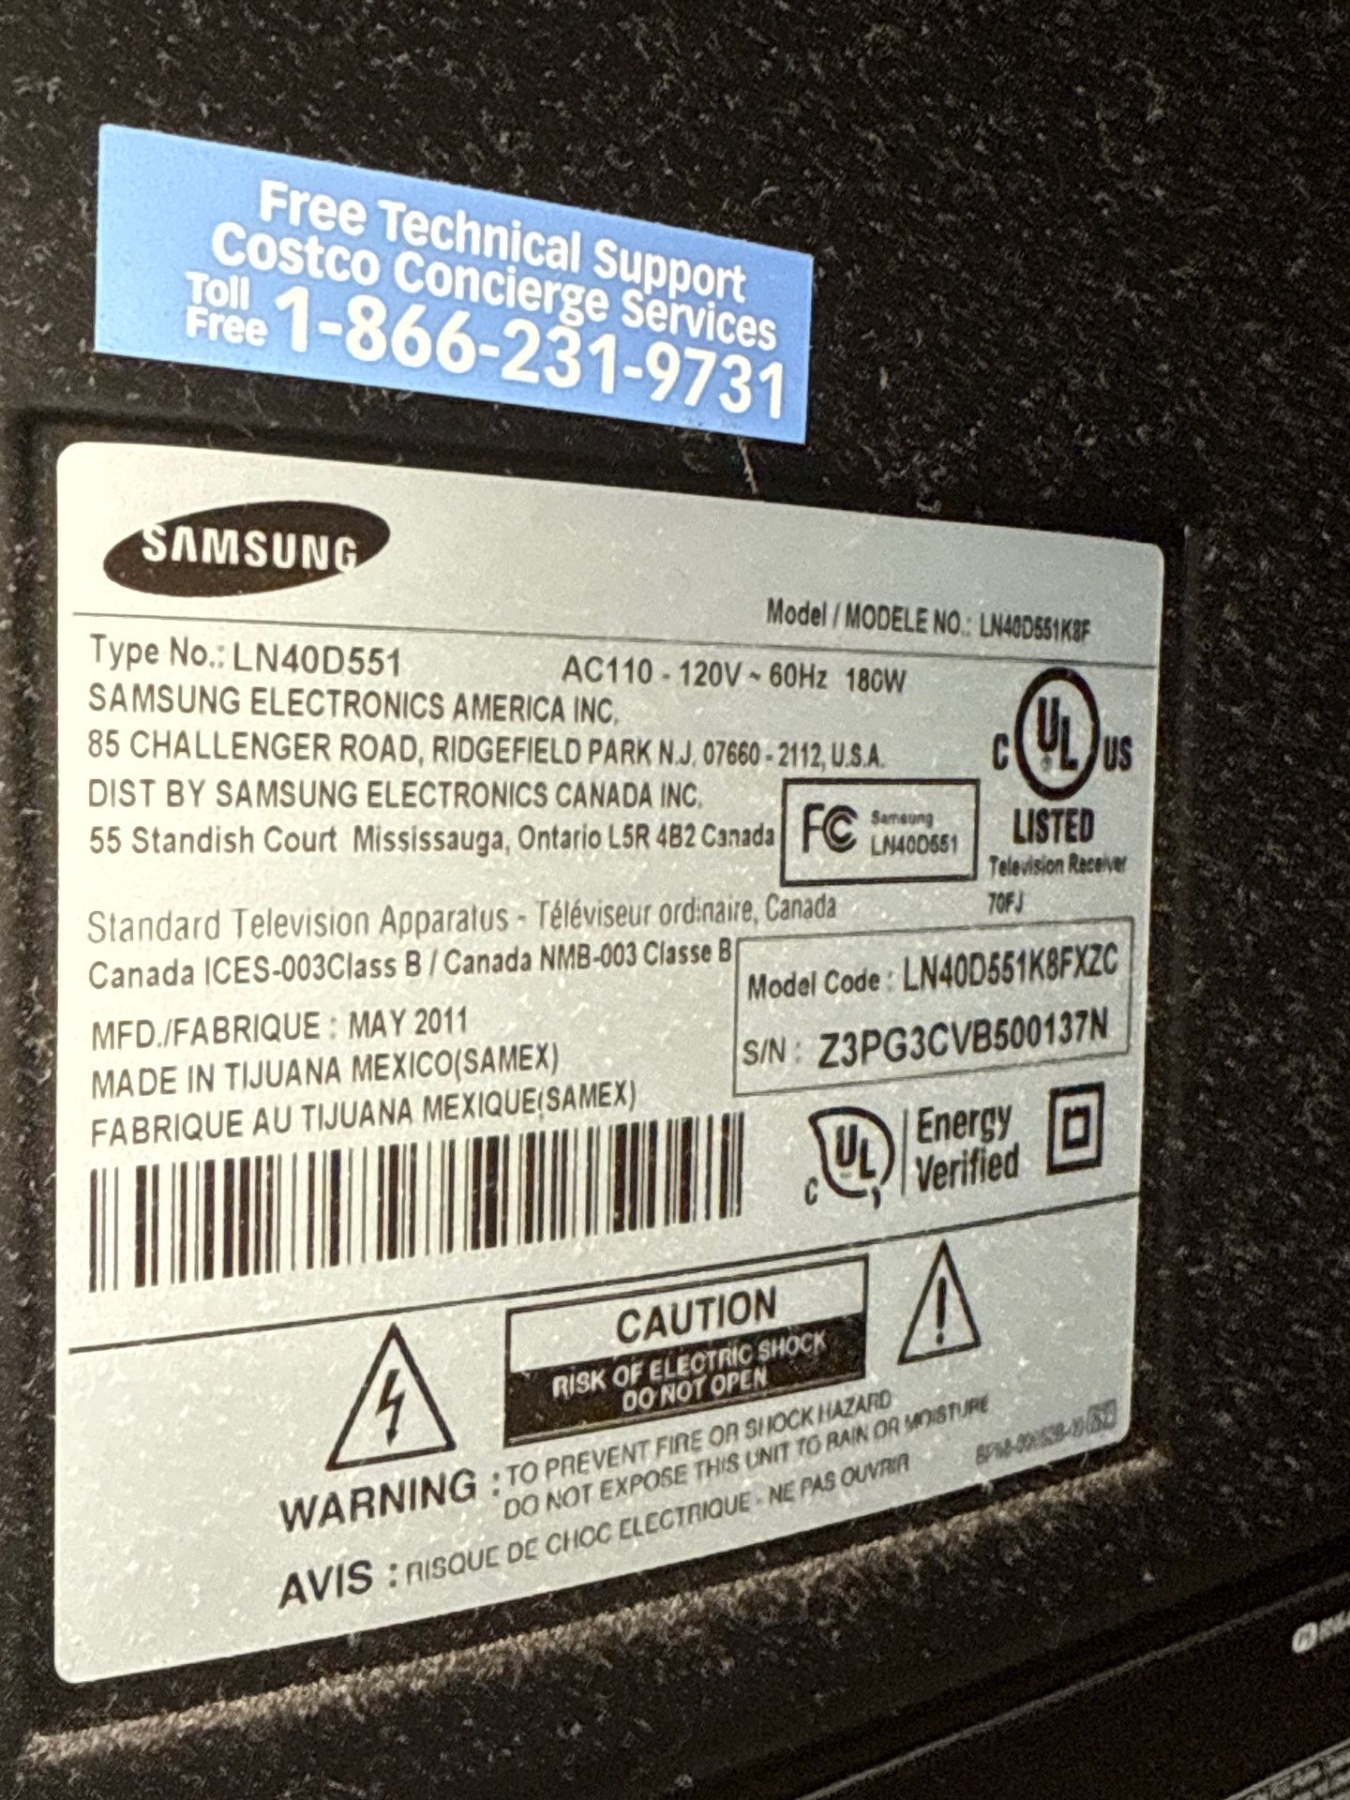 Free Technical Support
Costco Concierge Services
Toll Free 1-866-231-9731
SAMSUNG
Model / MODELE NO.: LN40D551K8F
Type No.: LN40D551 AC110 - 120V ~ 60Hz 180W
SAMSUNG ELECTRONICS AMERICA INC.
85 CHALLENGER ROAD, RIDGEFIELD PARK N.J. 07660 - 2112, U.S.A.
DIST BY SAMSUNG ELECTRONICS CANADA INC.
55 Standish Court Mississauga, Ontario L5R 4B2 Canada
FC Samsung
LN40D551
C UL US
LISTED
Television Receiver
70FJ
Standard Television Apparatus - Téléviseur ordinaire, Canada
Canada ICES-003Class B / Canada NMB-003 Classe B
Model Code : LN40D551K8FXZC
S/N : Z3PG3CVB500137N
MFD./FABRIQUE : MAY 2011
MADE IN TIJUANA MEXICO(SAMEX)
FABRIQUE AU TIJUANA MEXIQUE(SAMEX)
C UL Energy
Verified
CAUTION
RISK OF ELECTRIC SHOCK
DO NOT OPEN
WARNING : TO PREVENT FIRE OR SHOCK HAZARD
DO NOT EXPOSE THIS UNIT TO RAIN OR MOISTURE
AVIS : RISQUE DE CHOC ELECTRIQUE - NE PAS OUVRIR